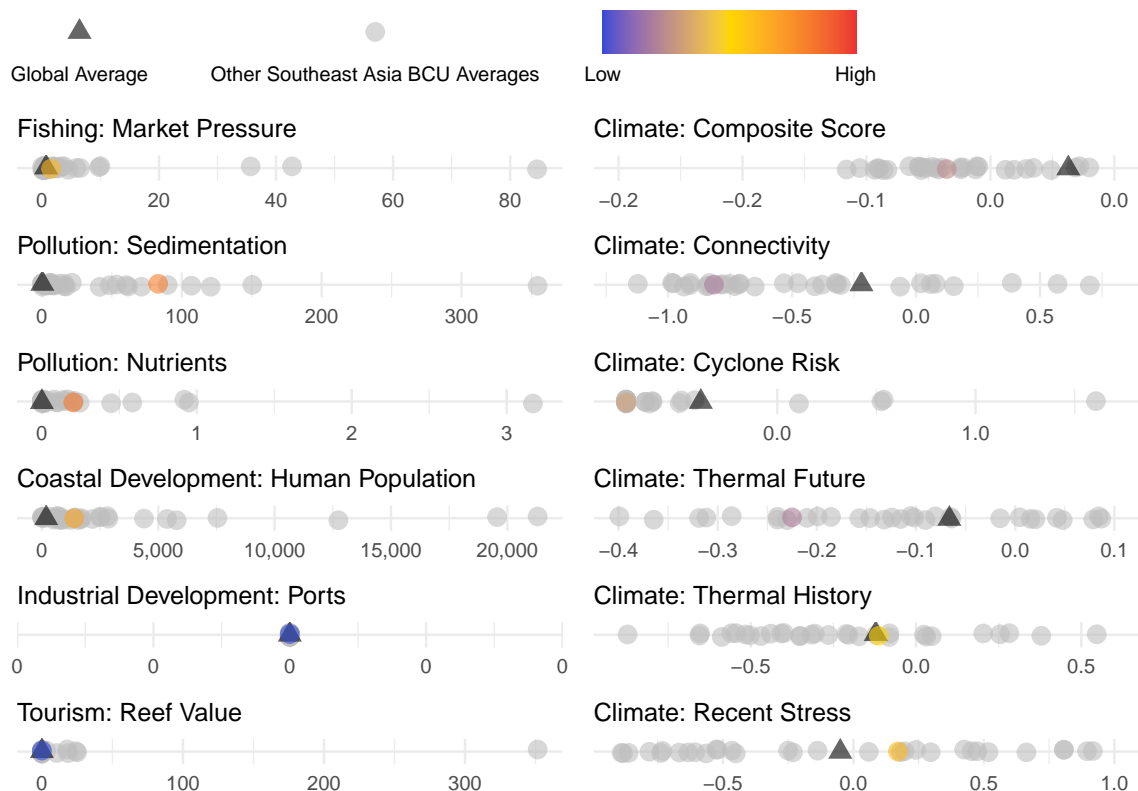 Global Average
Other Southeast Asia BCU Averages
Low
High
Fishing: Market Pressure
0 20 40 60 80
Climate: Composite Score
−0.2 −0.2 −0.1 0.0 0.0
Pollution: Sedimentation
0 100 200 300
Climate: Connectivity
−1.0 −0.5 0.0 0.5
Pollution: Nutrients
0 1 2 3
Climate: Cyclone Risk
0.0 1.0
Coastal Development: Human Population
0 5,000 10,000 15,000 20,000
Climate: Thermal Future
−0.4 −0.3 −0.2 −0.1 0.0 0.1
Industrial Development: Ports
0 0 0 0 0
Climate: Thermal History
−0.5 0.0 0.5
Tourism: Reef Value
0 100 200 300
Climate: Recent Stress
−0.5 0.0 0.5 1.0